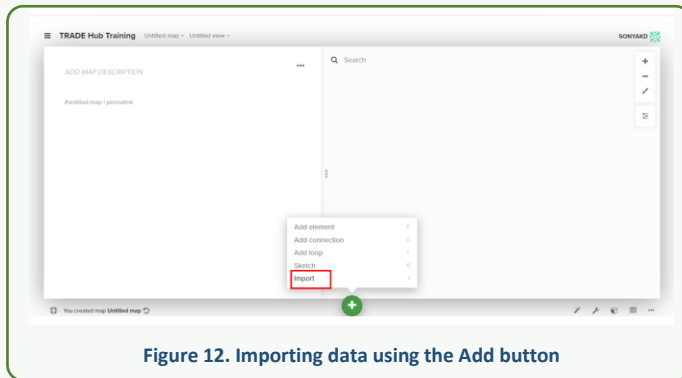 TRADE Hub Training Untitled map Untitled view SONYAKO
Search
ADD MAP DESCRIPTION
#untitled-map | permalink
Add element E
Add connection C
Add loop L
Sketch
Import I
You created map Untitled map
Figure 12. Importing data using the Add button